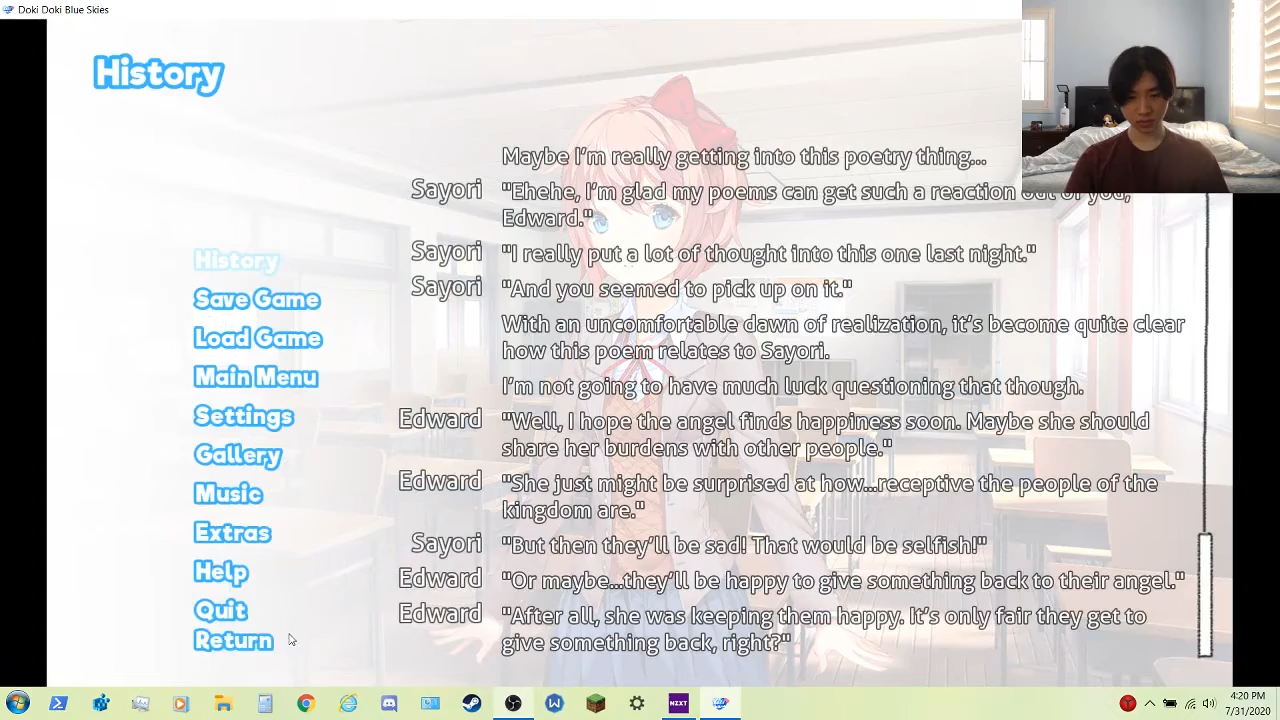 Doki Doki Blue Skies
History
Maybe I'm really getting into this poetry thing...
Sayori "Ehehe, I'm glad my poems can get such a reaction out of you,
Edward."
Sayori "I really put a lot of thought into this one last night."
Sayori "And you seemed to pick up on it."
With an uncomfortable dawn of realization, it's become quite clear
how this poem relates to Sayori.
I'm not going to have much luck questioning that though.
Edward "Well, I hope the angel finds happiness soon. Maybe she should
share her burdens with other people."
Edward "She just might be surprised at how...receptive the people of the
kingdom are."
Sayori "But then they'll be sad! That would be selfish!"
Edward "Or maybe...they'll be happy to give something back to their angel."
Edward "After all, she was keeping them happy. It's only fair they get to
give something back, right?"
History
Save Game
Load Game
Main Menu
Settings
Gallery
Music
Extras
Help
Quit
Return
NZXT
4:20 PM
7/31/2020